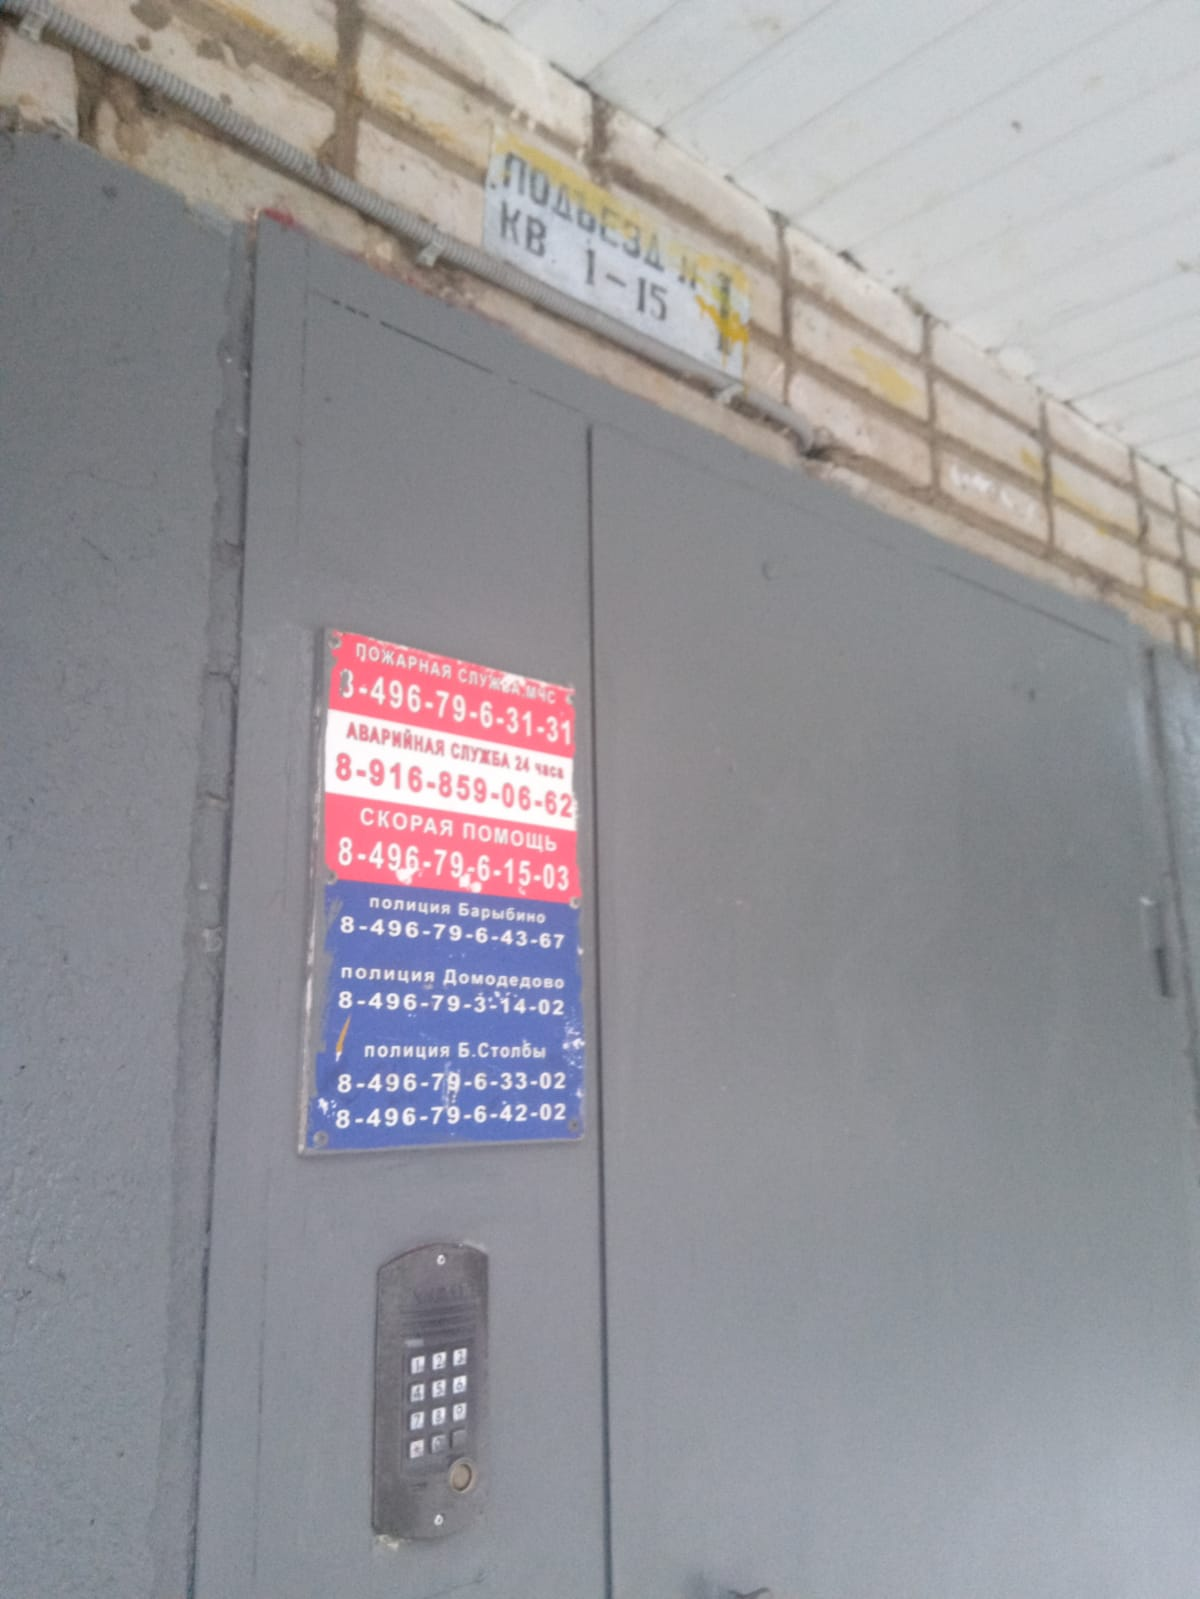 ПОДЪЕЗД № 1
КВ. 1-15
ПОЖАРНАЯ СЛУЖБА МЧС
8-496-79-6-31-31
АВАРИЙНАЯ СЛУЖБА 24 часа
8-916-859-06-62
СКОРАЯ ПОМОЩЬ
8-496-79-6-15-03
полиция Барыбино
8-496-79-6-43-67
полиция Домодедово
8-496-79-3-14-02
полиция Б.Столбы
8-496-79-6-33-02
8-496-79-6-42-02
1 2 3
4 5 6
7 8 9
* 0